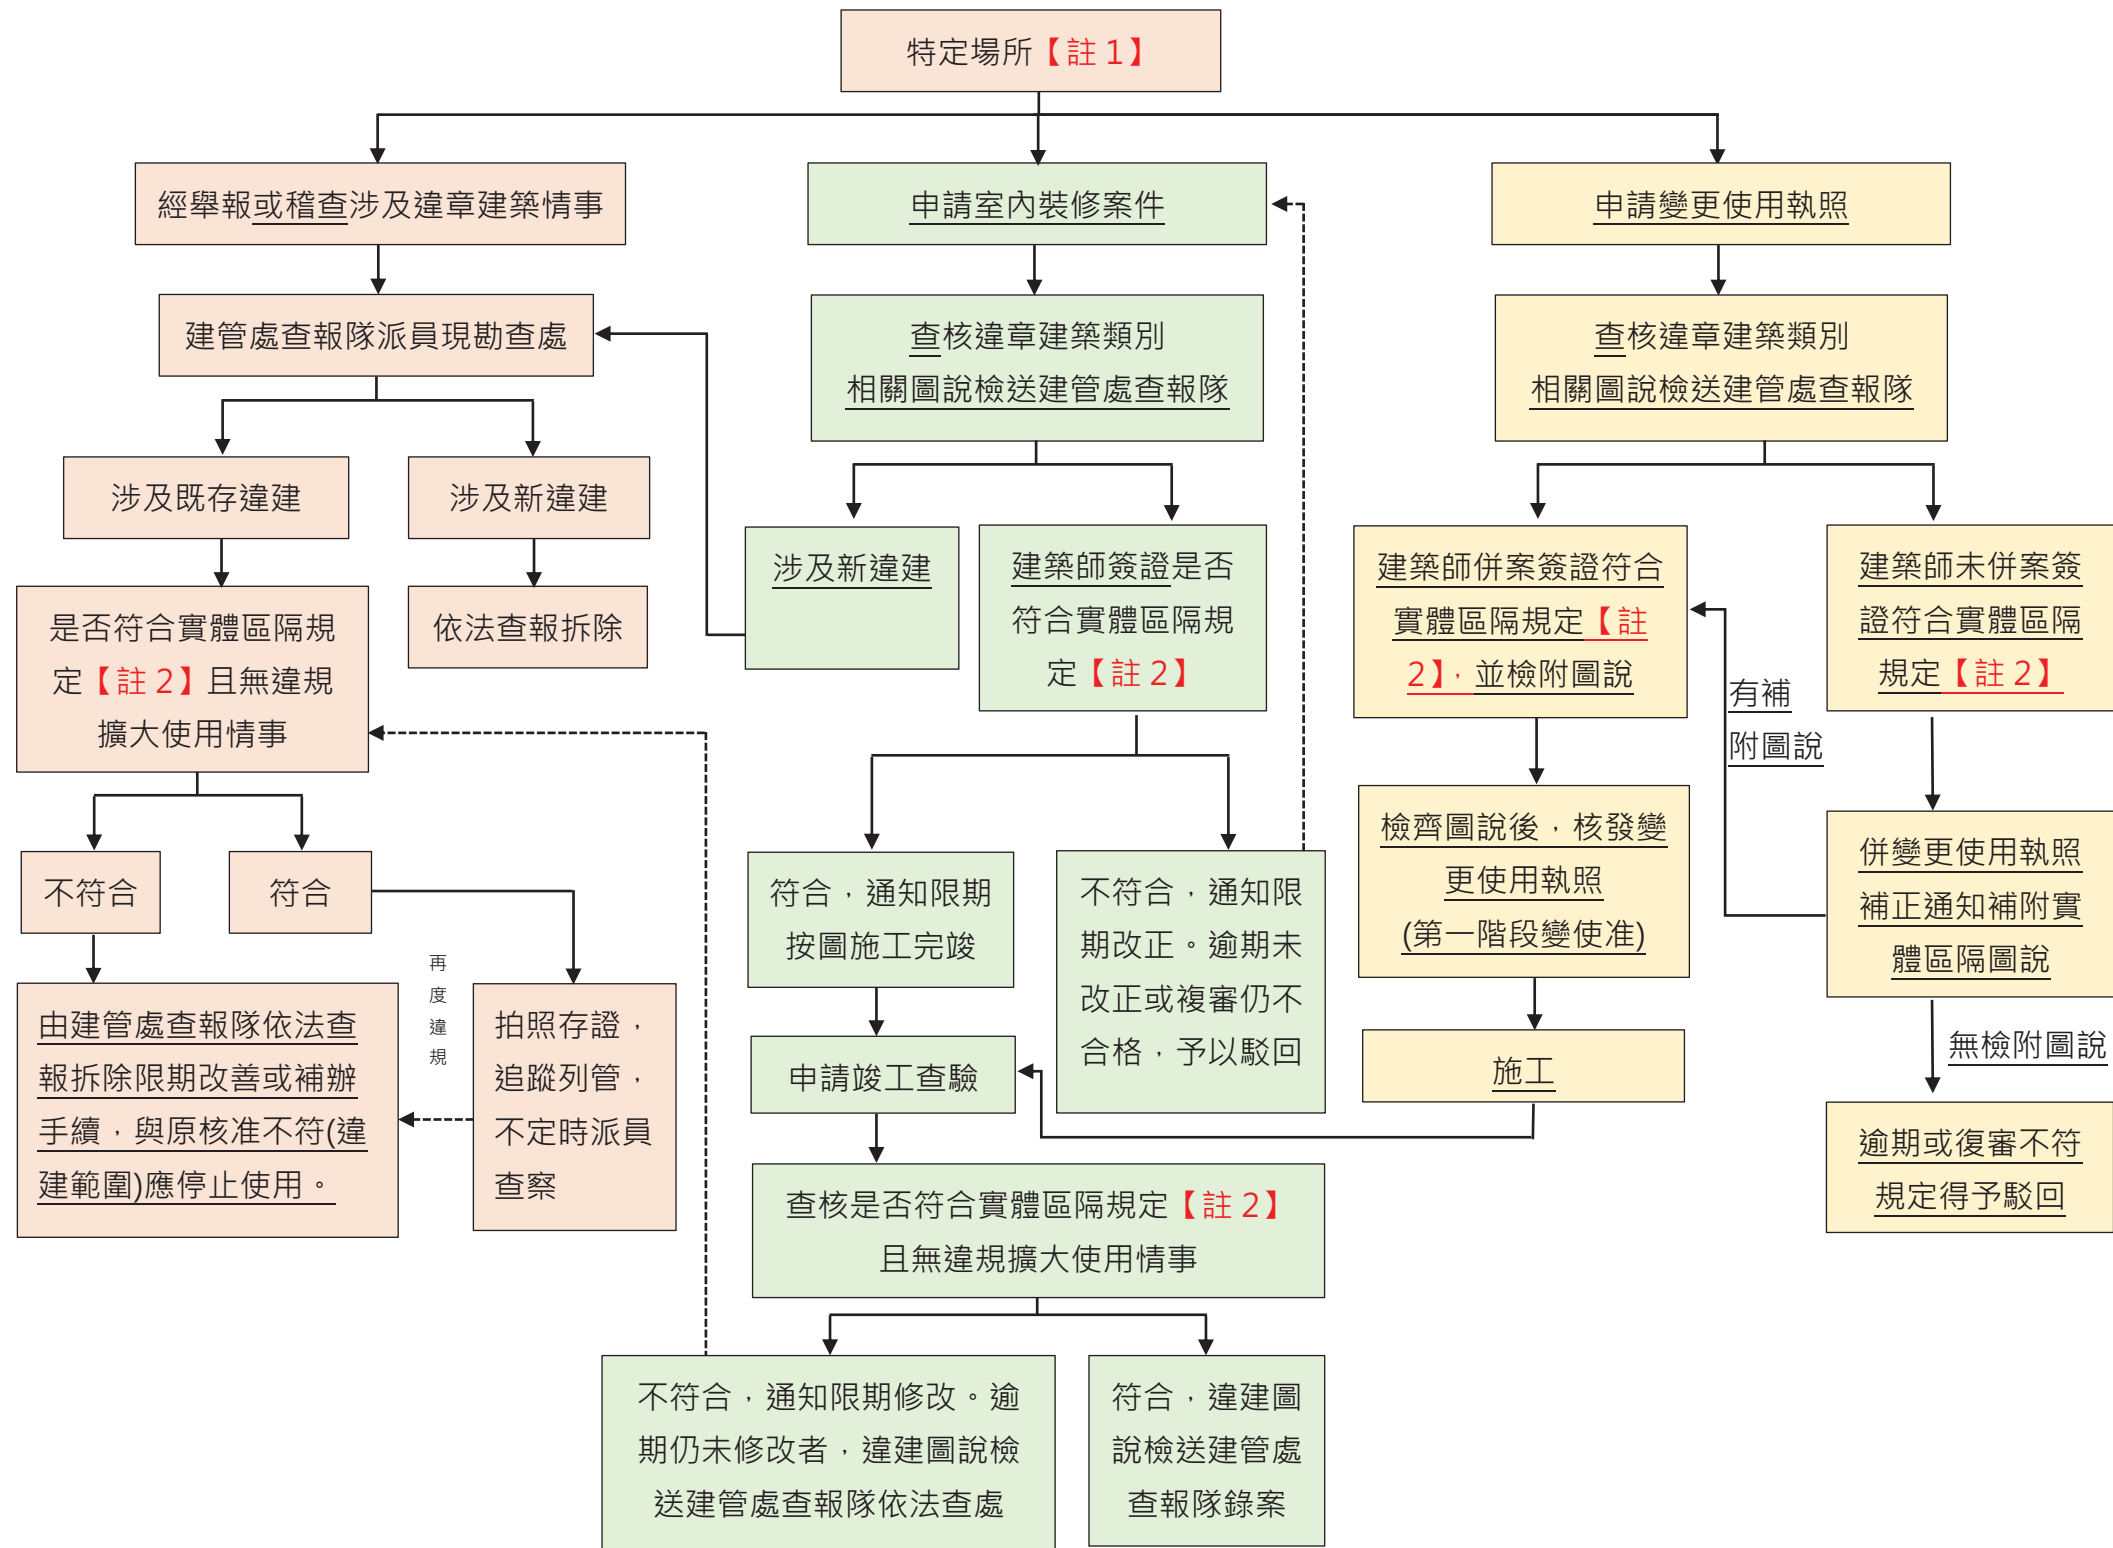 特定場所【註1】
經舉報或稽查涉及違章建築情事
申請室內裝修案件
申請變更使用執照
建管處查報隊派員現勘查處
查核違章建築類別
相關圖說檢送建管處查報隊
查核違章建築類別
相關圖說檢送建管處查報隊
涉及既存違建
涉及新違建
涉及新違建
建築師簽證是否
符合實體區隔規
定【註2】
建築師併案簽證符合
實體區隔規定【註
2】，並檢附圖說
建築師未併案簽
證符合實體區隔
規定【註2】
是否符合實體區隔規
定【註2】且無違規
擴大使用情事
依法查報拆除
有補
附圖說
不符合
符合
符合，通知限期
按圖施工完竣
不符合，通知限
期改正。逾期未
改正或複審仍不
合格，予以駁回
檢齊圖說後，核發變
更使用執照
(第一階段變使准)
併變更使用執照
補正通知補附實
體區隔圖說
再
度
違
規
由建管處查報隊依法查
報拆除限期改善或補辦
手續，與原核准不符(違
建範圍)應停止使用。
拍照存證，
追蹤列管，
不定時派員
查察
申請竣工查驗
施工
無檢附圖說
逾期或復審不符
規定得予駁回
查核是否符合實體區隔規定【註2】
且無違規擴大使用情事
不符合，通知限期修改。逾
期仍未修改者，違建圖說檢
送建管處查報隊依法查處
符合，違建圖
說檢送建管處
查報隊錄案